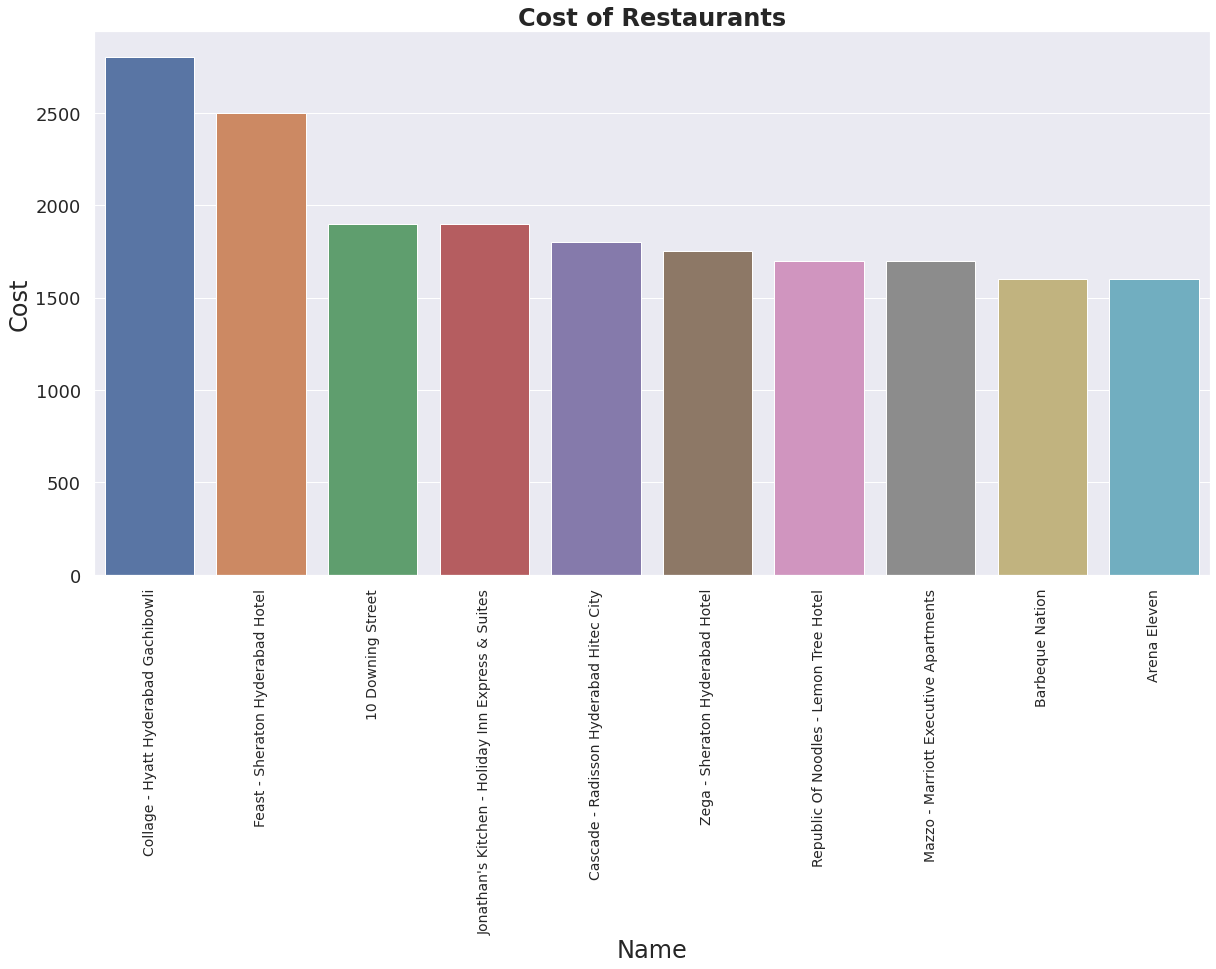 Cost of Restaurants
Cost
2500
2000
1500
1000
500
0
Collage - Hyatt Hyderabad Gachibowli
Feast - Sheraton Hyderabad Hotel
10 Downing Street
Jonathan's Kitchen - Holiday Inn Express & Suites
Cascade - Radisson Hyderabad Hitec City
Zega - Sheraton Hyderabad Hotel
Republic Of Noodles - Lemon Tree Hotel
Mazzo - Marriott Executive Apartments
Barbeque Nation
Arena Eleven
Name